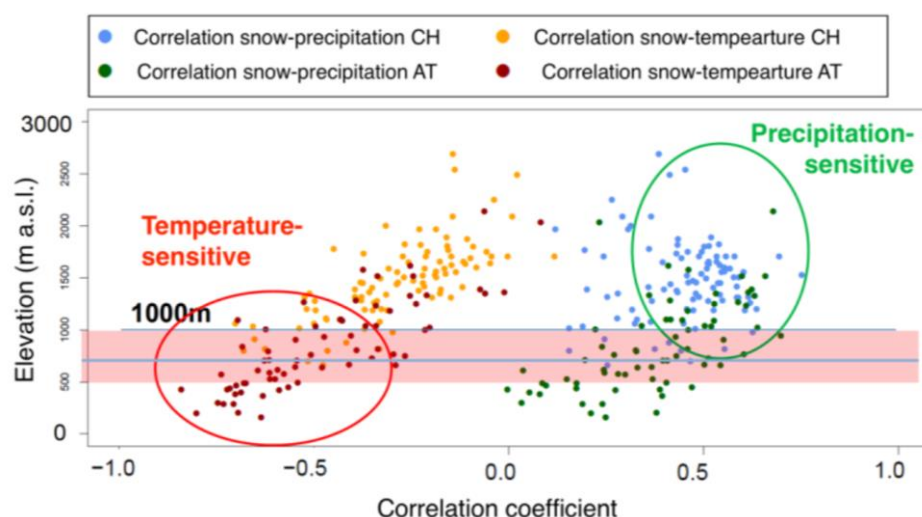 Correlation snow-precipitation CH
Correlation snow-tempearture CH
Correlation snow-precipitation AT
Correlation snow-tempearture AT
3000
Precipitation-
sensitive
2500
Temperature-
sensitive
2000
1500
1000m
1000
500
0
Elevation (m a.s.l.)
−1.0
−0.5
0.0
0.5
1.0
Correlation coefficient